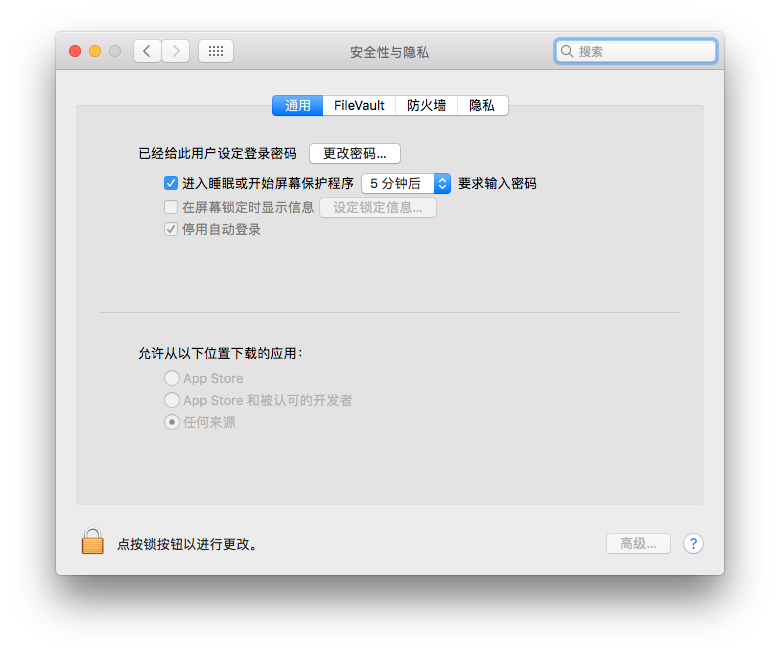 安全性与隐私
搜索
通用 FileVault 防火墙 隐私
已经给此用户设定登录密码 更改密码...
进入睡眠或开始屏幕保护程序 5 分钟后 要求输入密码
在屏幕锁定时显示信息 设定锁定信息...
停用自动登录
允许从以下位置下载的应用：
App Store
App Store 和被认可的开发者
任何来源
点按锁按钮以进行更改。 高级... ?